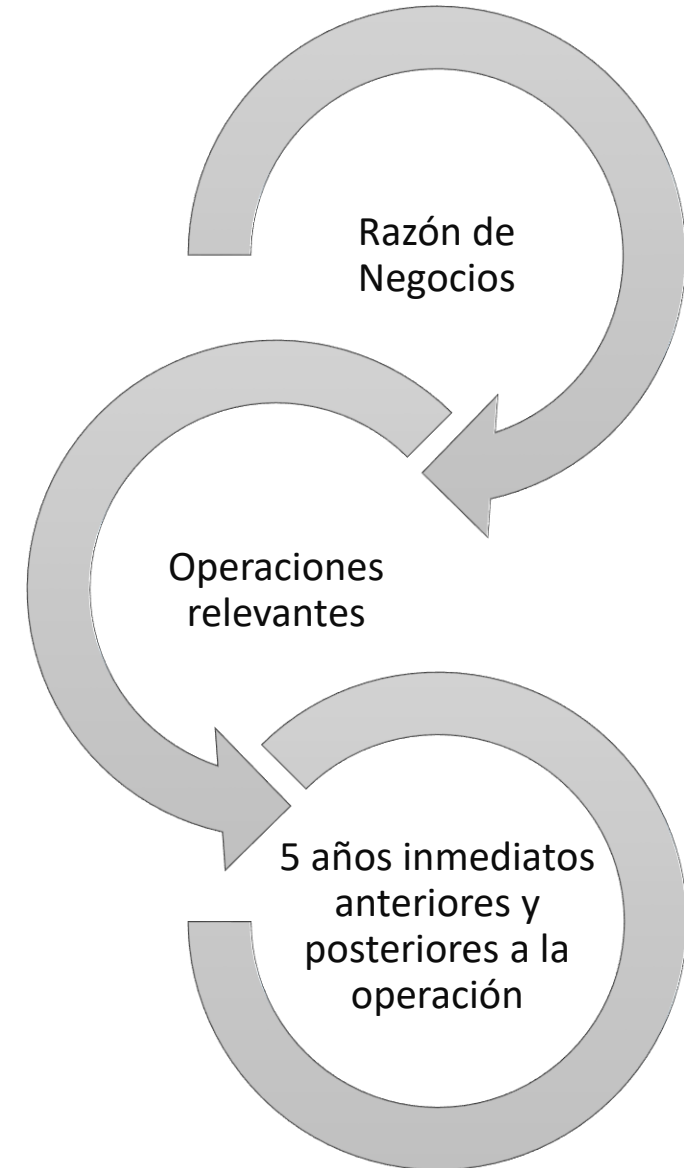 Razón de
Negocios
Operaciones
relevantes
5 años inmediatos
anteriores y
posteriores a la
operación